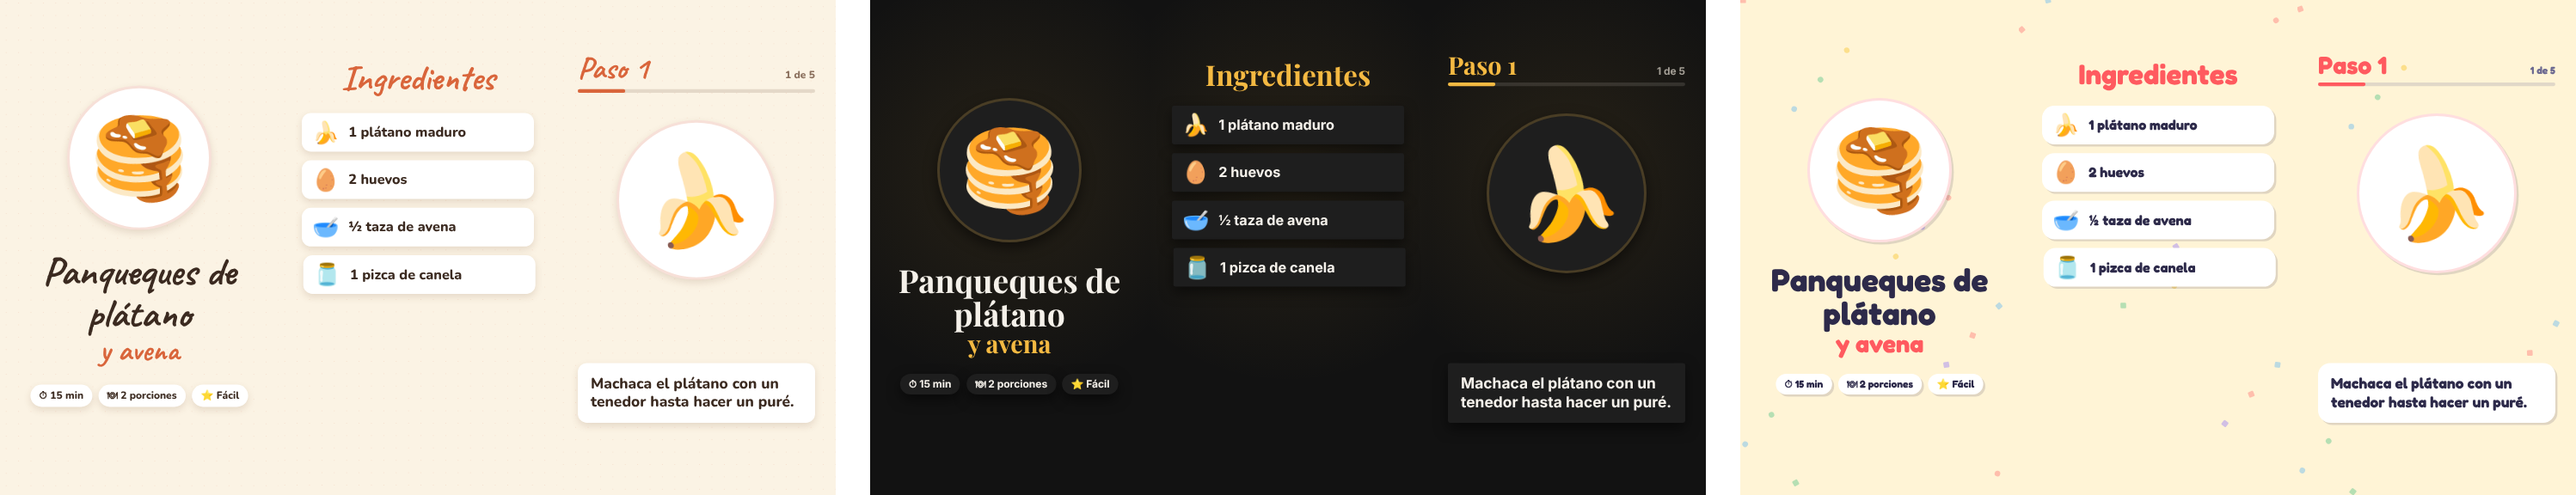 Panqueques de
plátano
y avena
⏱ 15 min
🍽 2 porciones
⭐ Fácil
Ingredientes
1 plátano maduro
2 huevos
½ taza de avena
1 pizca de canela
Paso 1
1 de 5
Machaca el plátano con un
tenedor hasta hacer un puré.
Panqueques de
plátano
y avena
⏱ 15 min
🍽 2 porciones
⭐ Fácil
Ingredientes
1 plátano maduro
2 huevos
½ taza de avena
1 pizca de canela
Paso 1
1 de 5
Machaca el plátano con un
tenedor hasta hacer un puré.
Panqueques de
plátano
y avena
⏱ 15 min
🍽 2 porciones
⭐ Fácil
Ingredientes
1 plátano maduro
2 huevos
½ taza de avena
1 pizca de canela
Paso 1
1 de 5
Machaca el plátano con un
tenedor hasta hacer un puré.